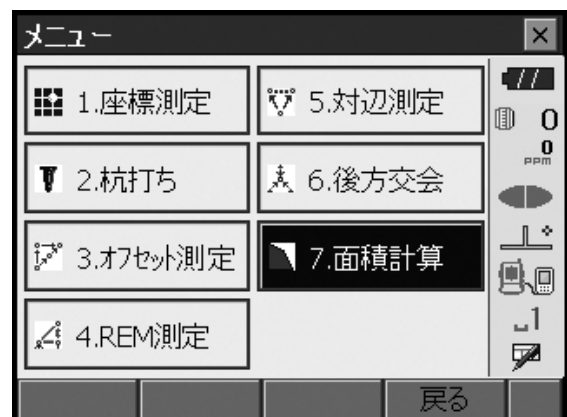 メニュー
1.座標測定
2.杭打ち
3.オフセット測定
4.REM測定
5.対辺測定
6.後方交会
7.面積計算
0
0
PPM
1
戻る